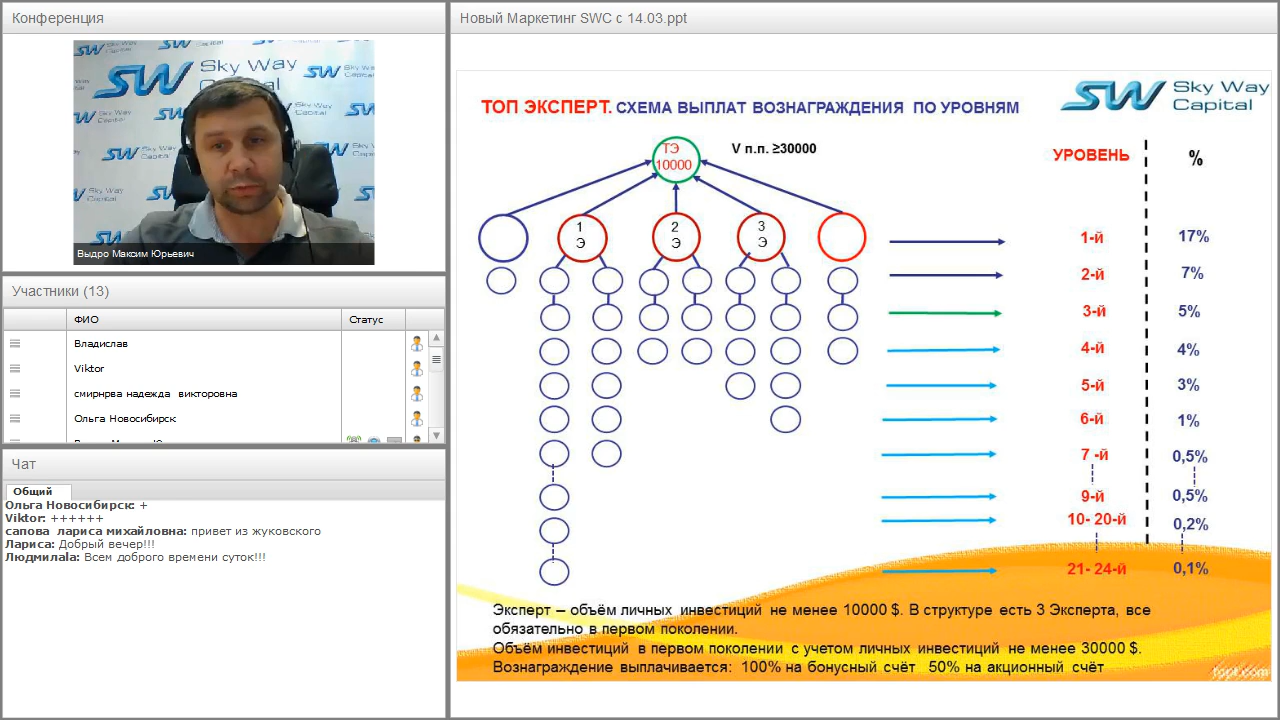 Конференция
Sky Way
Capital
SW
Выдро Максим Юрьевич
Участники (13)
ФИО
Статус
Владислав
Viktor
смирнрва надежда викторовна
Ольга Новосибирск
Чат
Общий
Ольга Новосибирск: +
Viktor: ++++++
сапова лариса михайловна: привет из жуковского
Лариса: Добрый вечер!!!
Людмилаla: Всем доброго времени суток!!!
Новый Маркетинг SWC с 14.03.ppt
ТОП ЭКСПЕРТ. СХЕМА ВЫПЛАТ ВОЗНАГРАЖДЕНИЯ ПО УРОВНЯМ
SW Sky Way
Capital
ТЭ
10000
V п.п. ≥30000
УРОВЕНЬ %
1
Э
2
Э
3
Э
1-й 17%
2-й 7%
3-й 5%
4-й 4%
5-й 3%
6-й 1%
7 -й 0,5%
9-й 0,5%
10- 20-й 0,2%
21- 24-й 0,1%
Эксперт – объём личных инвестиций не менее 10000 $. В структуре есть 3 Эксперта, все
обязательно в первом поколении.
Объём инвестиций в первом поколении с учетом личных инвестиций не менее 30000 $.
Вознаграждение выплачивается: 100% на бонусный счёт 50% на акционный счёт
fppt.com